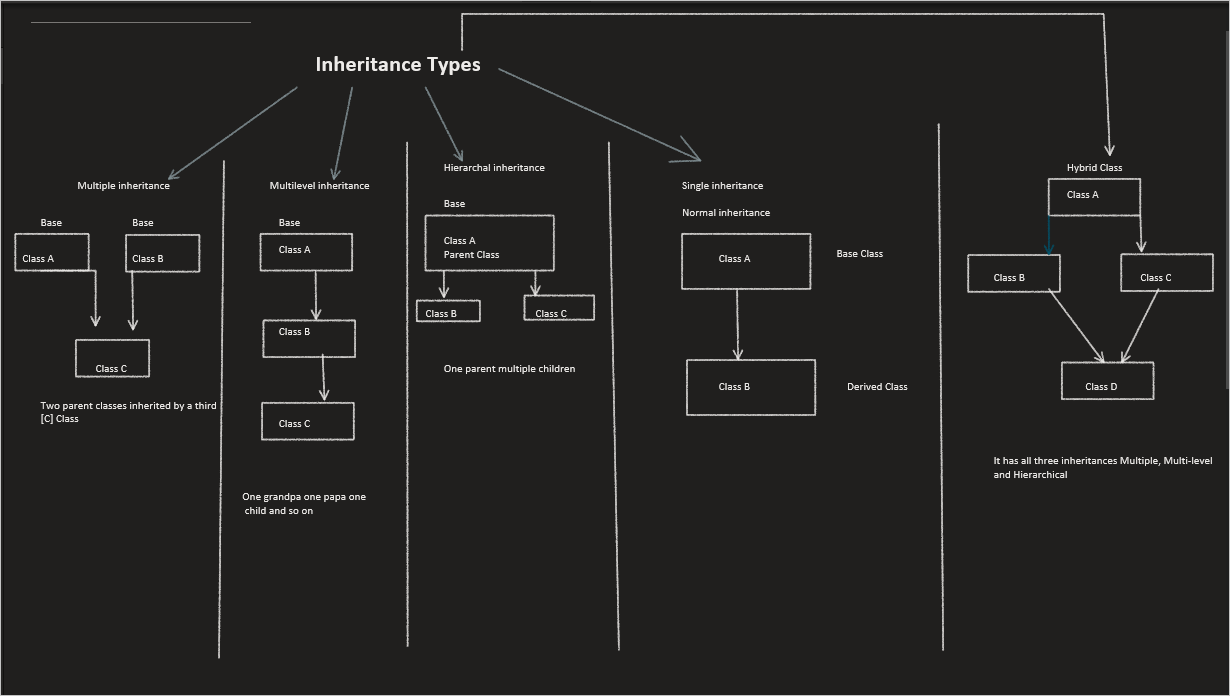 Inheritance Types
Multiple inheritance
Base
Base
Class A
Class B
Class C
Two parent classes inherited by a third
[C] Class
Multilevel inheritance
Base
Class A
Class B
Class C
One grandpa one papa one
child and so on
Hierarchal inheritance
Base
Class A
Parent Class
Class B
Class C
One parent multiple children
Single inheritance
Normal inheritance
Class A
Base Class
Class B
Derived Class
Hybrid Class
Class A
Class B
Class C
Class D
It has all three inheritances Multiple, Multi-level
and Hierarchical